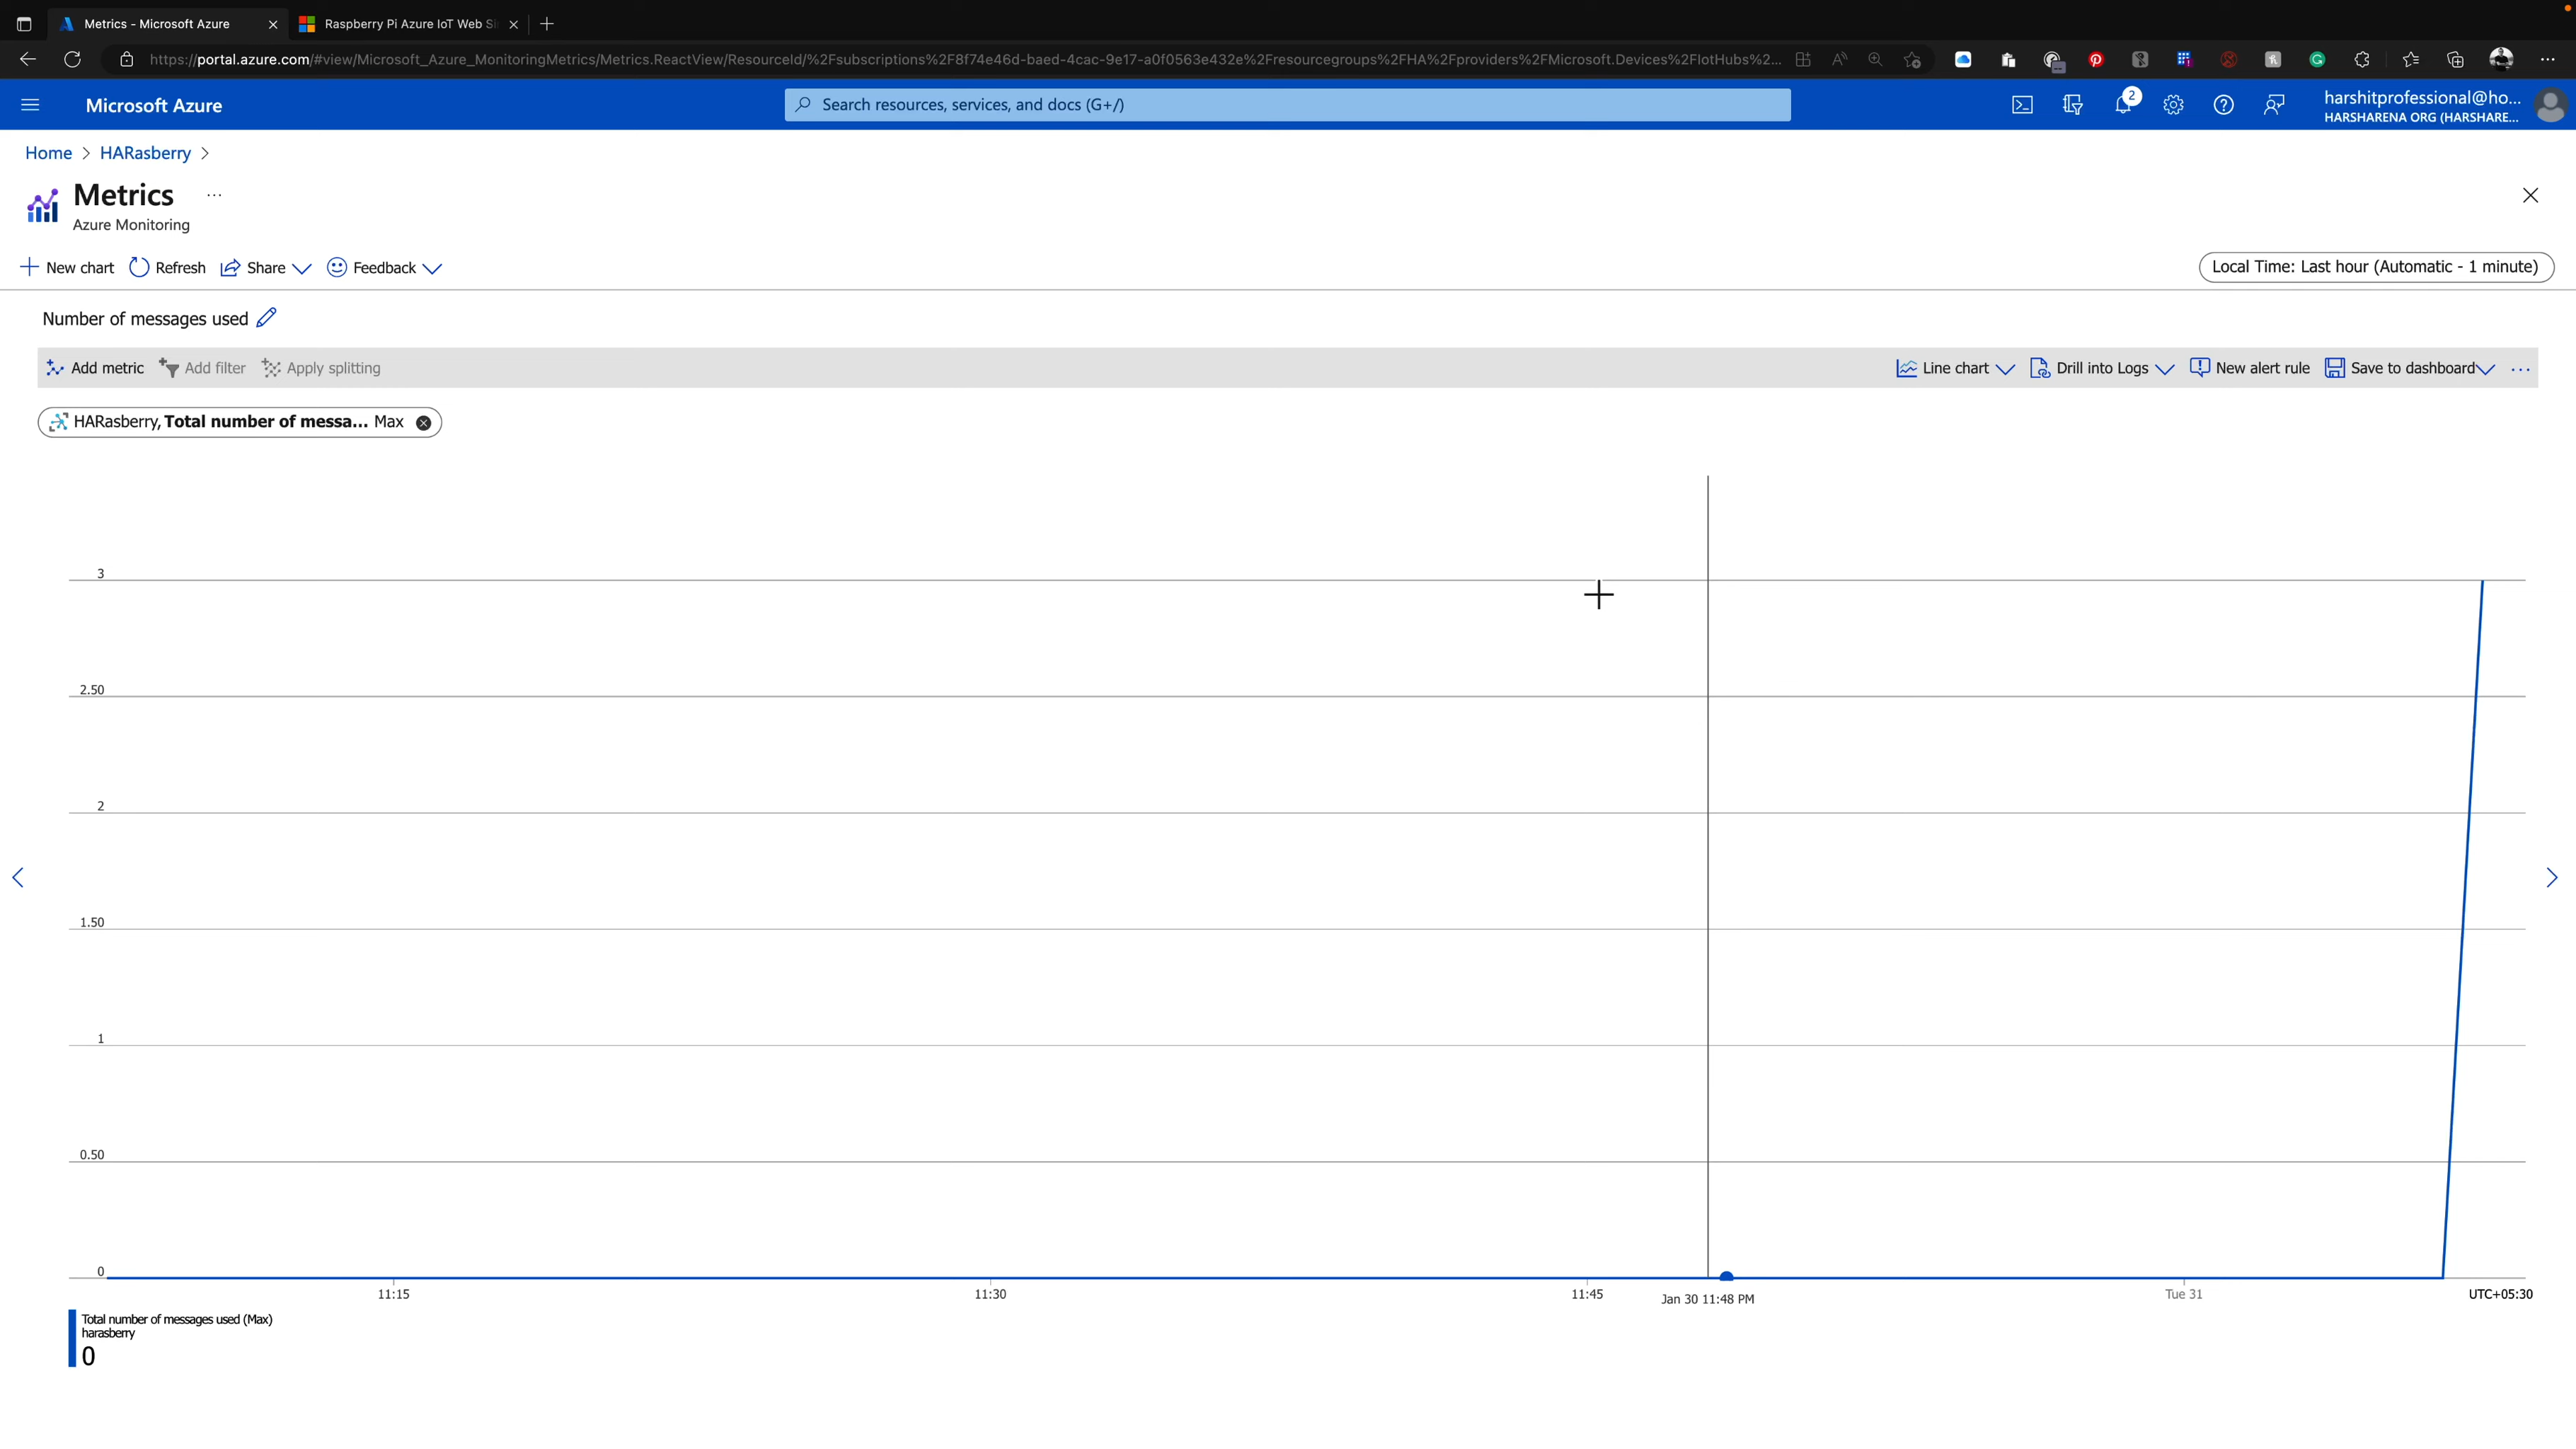 Metrics - Microsoft Azure
Raspberry Pi Azure IoT Web Si
https://portal.azure.com/#view/Microsoft_Azure_MonitoringMetrics/Metrics.ReactView/ResourceId/%2Fsubscriptions%2F8f74e46d-baed-4cac-9e17-a0f0563e432e%2Fresourcegroups%2FHA%2Fproviders%2FMicrosoft.Devices%2FIotHubs%2...
Microsoft Azure
Search resources, services, and docs (G+/)
2
harshitprofessional@ho...
HARSHARENA ORG (HARSHARE...
Home > HARasberry >
Metrics ...
Azure Monitoring
New chart Refresh Share Feedback
Local Time: Last hour (Automatic - 1 minute)
Number of messages used
Add metric Add filter Apply splitting
Line chart Drill into Logs New alert rule Save to dashboard ...
HARasberry, Total number of messa... Max
3
2.50
2
1.50
1
0.50
0
11:15 11:30 11:45 Jan 30 11:48 PM Tue 31 UTC+05:30
Total number of messages used (Max)
harasberry
0